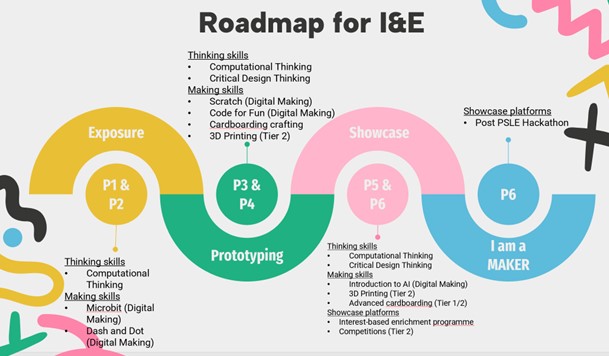 Roadmap for I&E
Thinking skills
• Computational Thinking
• Critical Design Thinking
Making skills
• Scratch (Digital Making)
• Code for Fun (Digital Making)
• Cardboarding crafting
• 3D Printing (Tier 2)
Showcase platforms
• Post PSLE Hackathon
Exposure
Showcase
P1 &
P2
P3 &
P4
P5 &
P6
P6
Prototyping
I am a
MAKER
Thinking skills
• Computational
Thinking
Making skills
• Microbit (Digital
Making)
• Dash and Dot
(Digital Making)
Thinking skills
• Computational Thinking
• Critical Design Thinking
Making skills
• Introduction to AI (Digital Making)
• 3D Printing (Tier 2)
• Advanced cardboarding (Tier 1/2)
Showcase platforms
• Interest-based enrichment programme
• Competitions (Tier 2)